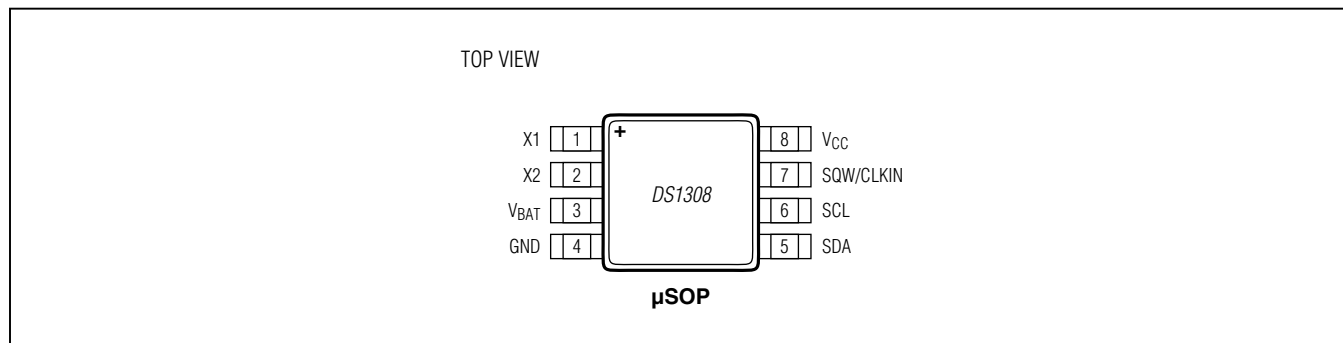 TOP VIEW
X1 1 + 8 VCC
X2 2 7 SQW/CLKIN
DS1308
VBAT 3 6 SCL
GND 4 5 SDA
µSOP